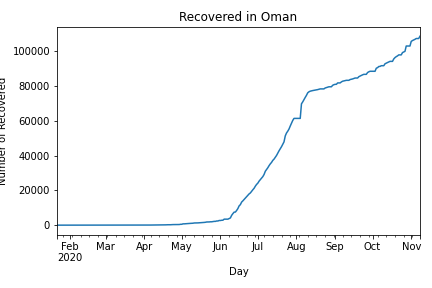 Recovered in Oman
Number of Recovered
100000
80000
60000
40000
20000
0
Feb Mar Apr May Jun Jul Aug Sep Oct Nov
2020
Day